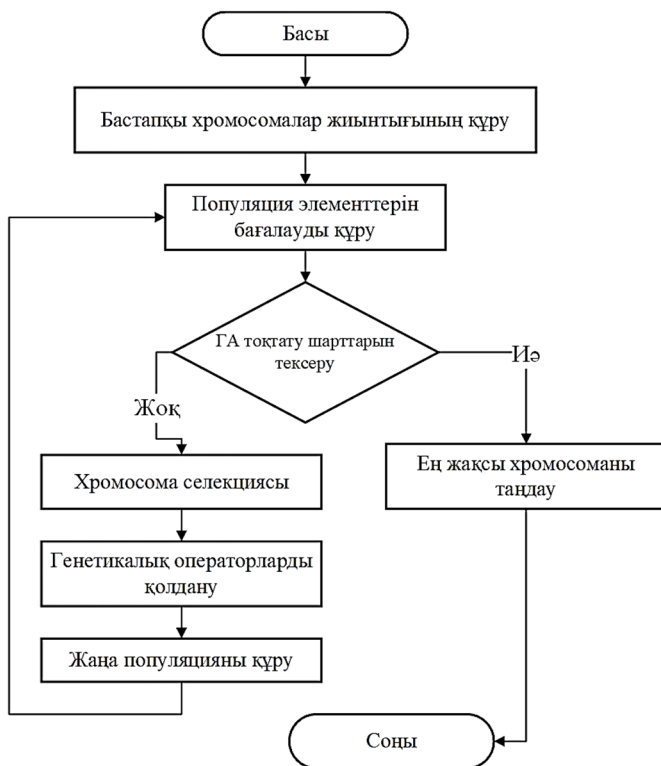 Басы
Бастапқы хромосомалар жиынтығының құру
Популяция элементтерін
бағалауды құру
ГА тоқтату шарттарын
тексеру
Иә
Жоқ
Хромосома селекциясы
Ең жақсы хромосоманы
таңдау
Генетикалық операторларды
қолдану
Жаңа популяцияны құру
Соңы